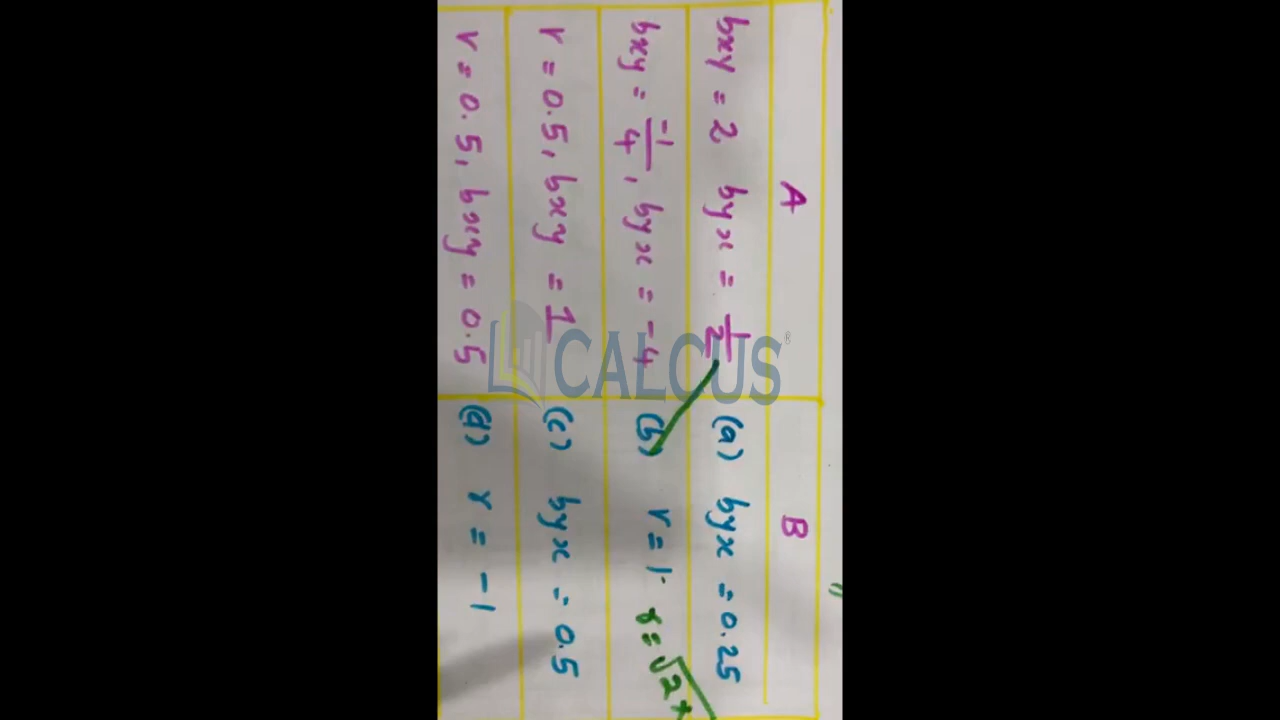 A B
bxy = 2 byx = 1/2 (a) byx = 0.25
bxy = -1/4, byx = -4 (b) r = 1 r = √2×
r = 0.5, bxy = 1 (c) byx = 0.5
r = 0.5, bxy = 0.5 (d) r = -1
CALCUS®